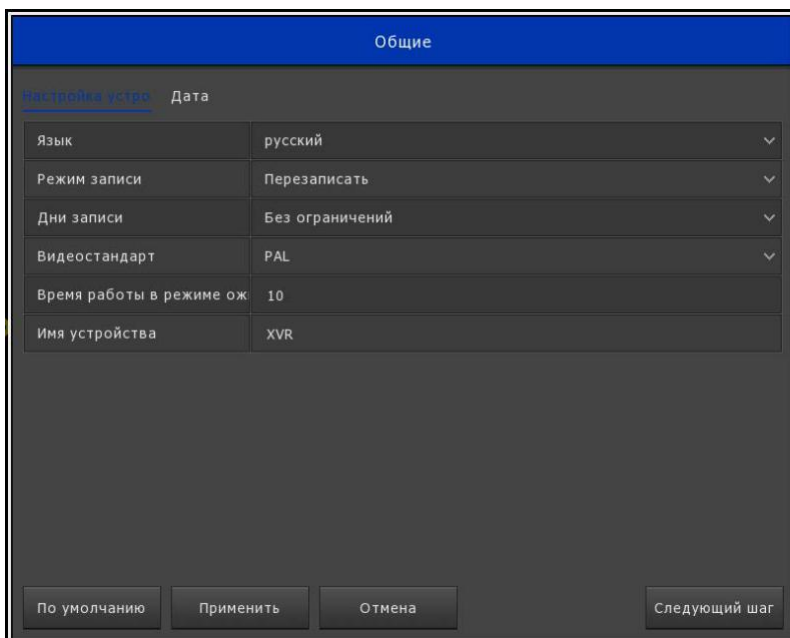 Общие
Настройка устро Дата
Язык русский
Режим записи Перезаписать
Дни записи Без ограничений
Видеостандарт PAL
Время работы в режиме ож 10
Имя устройства XVR
По умолчанию Применить Отмена Следующий шаг